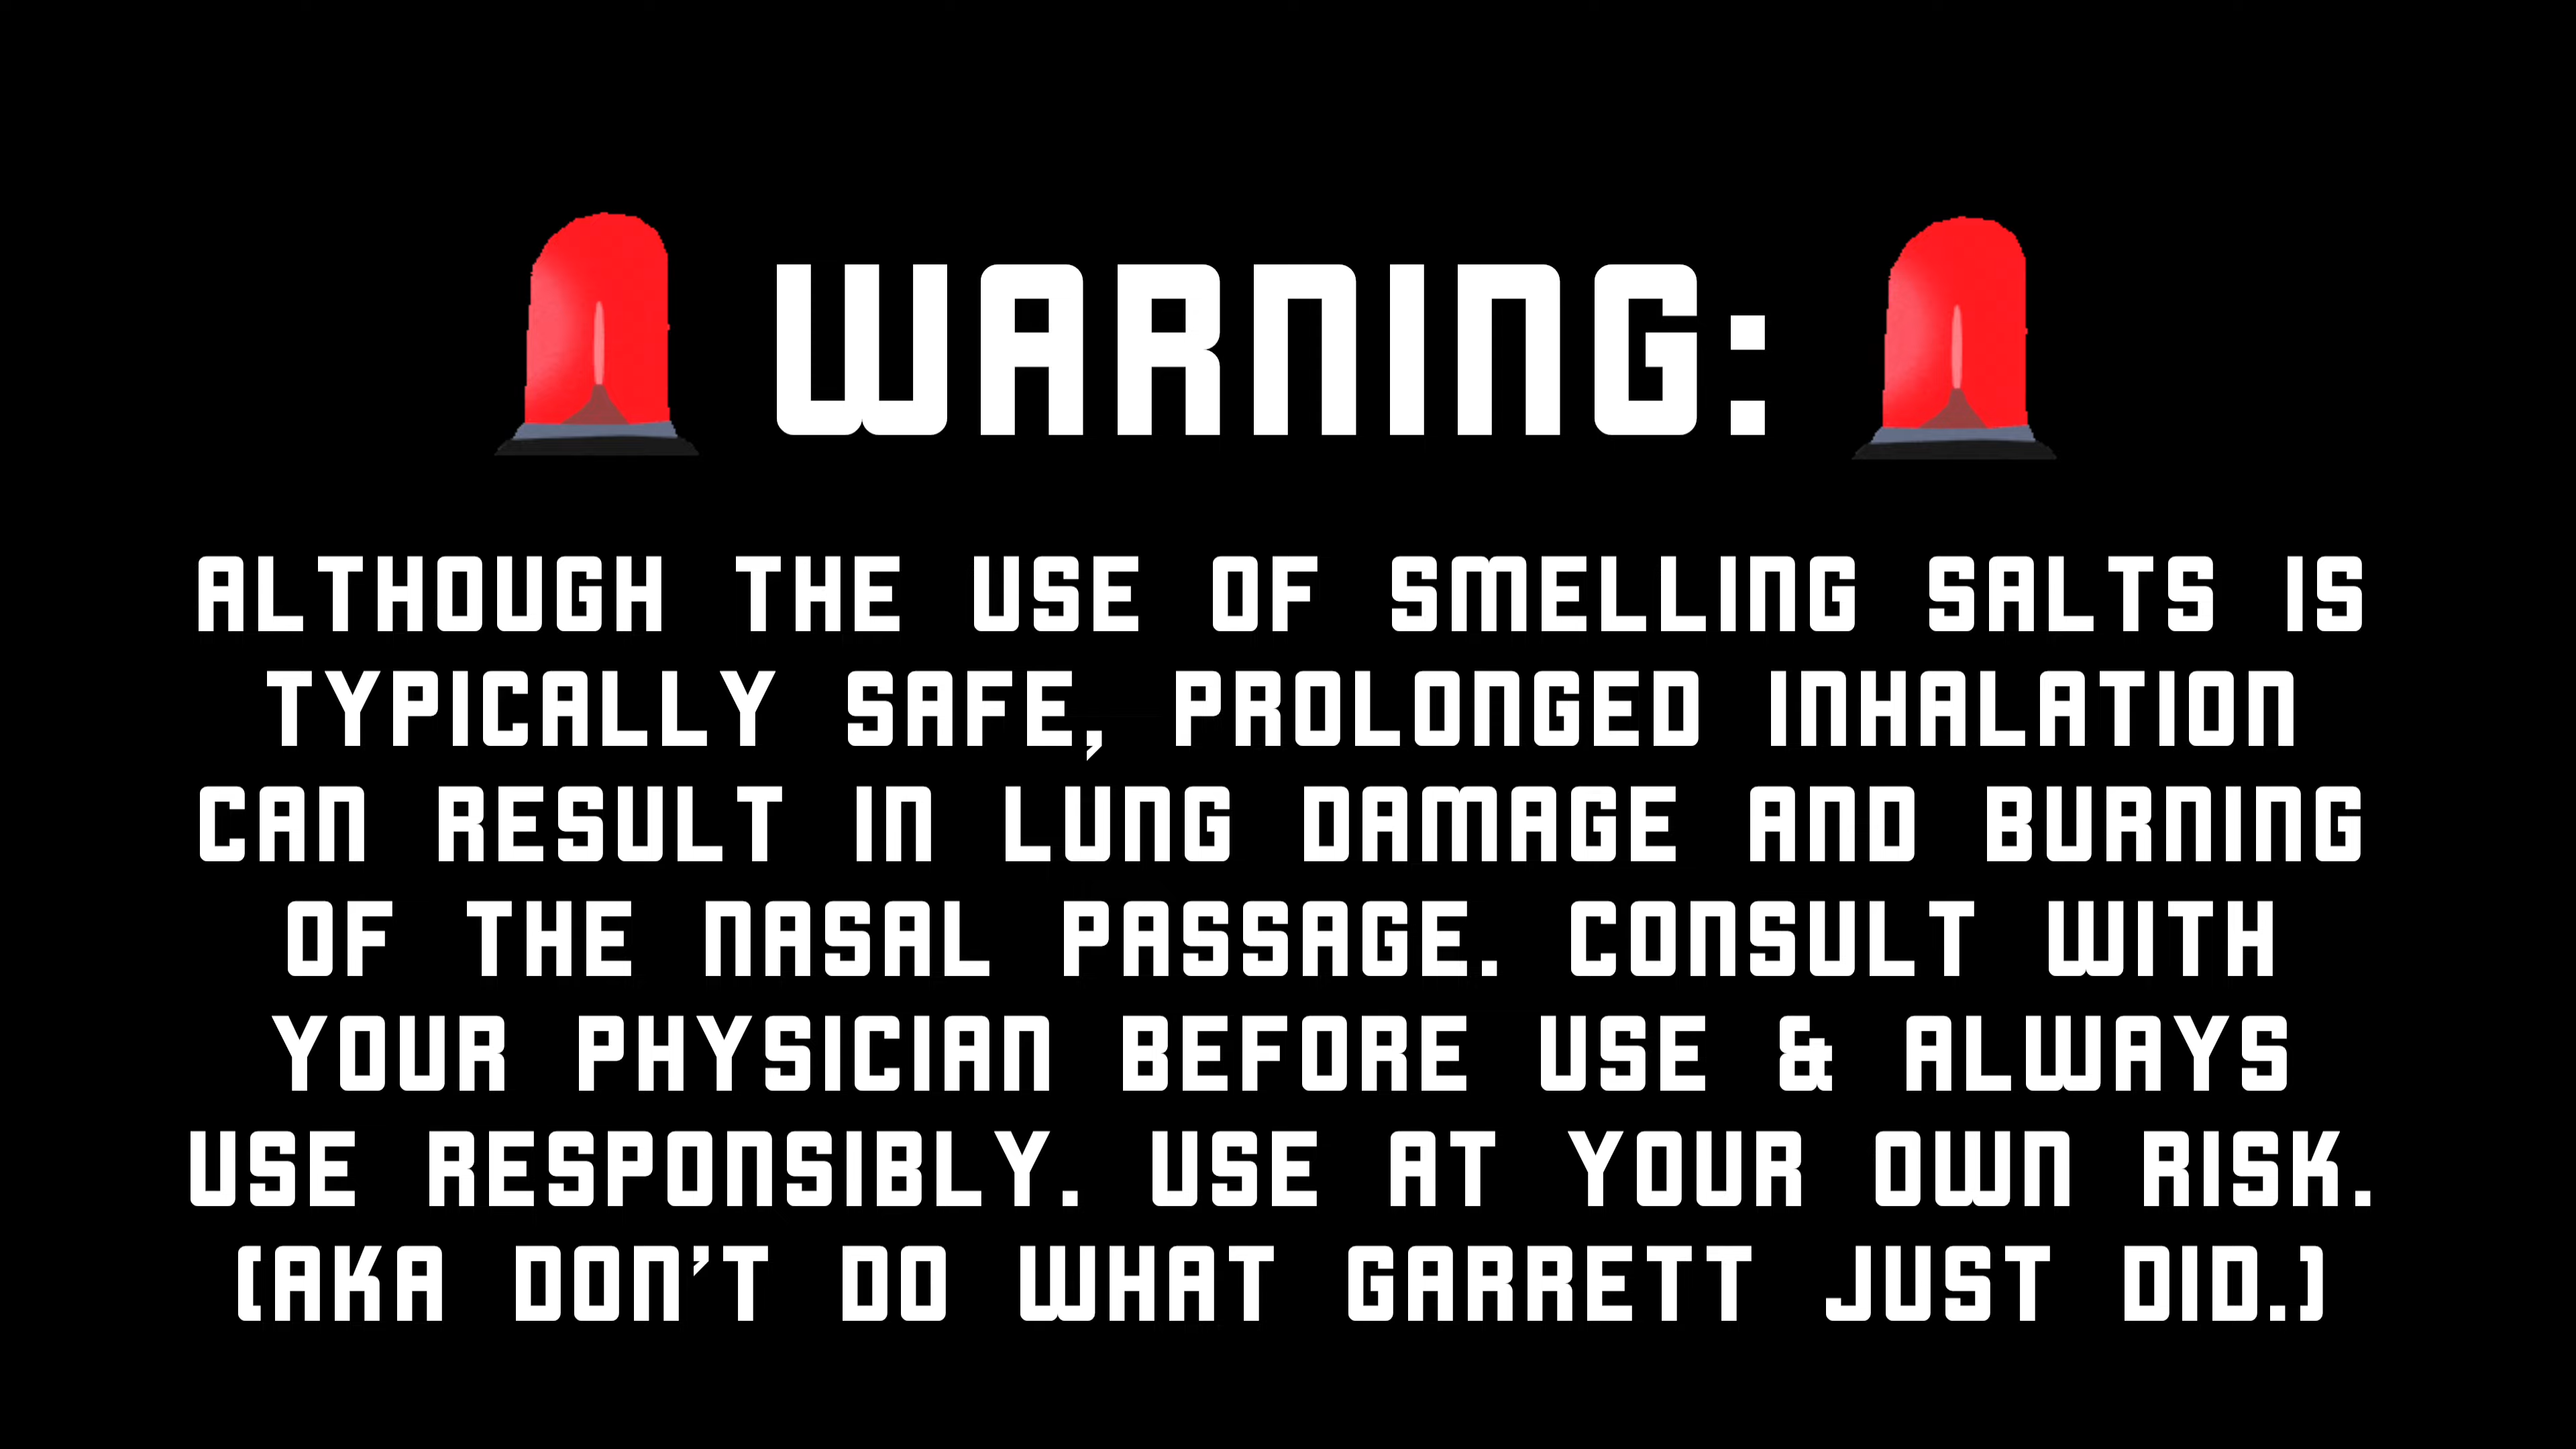 WARNING:
ALTHOUGH THE USE OF SMELLING SALTS IS
TYPICALLY SAFE, PROLONGED INHALATION
CAN RESULT IN LUNG DAMAGE AND BURNING
OF THE NASAL PASSAGE. CONSULT WITH
YOUR PHYSICIAN BEFORE USE & ALWAYS
USE RESPONSIBLY. USE AT YOUR OWN RISK.
(AKA DON'T DO WHAT GARRETT JUST DID.)